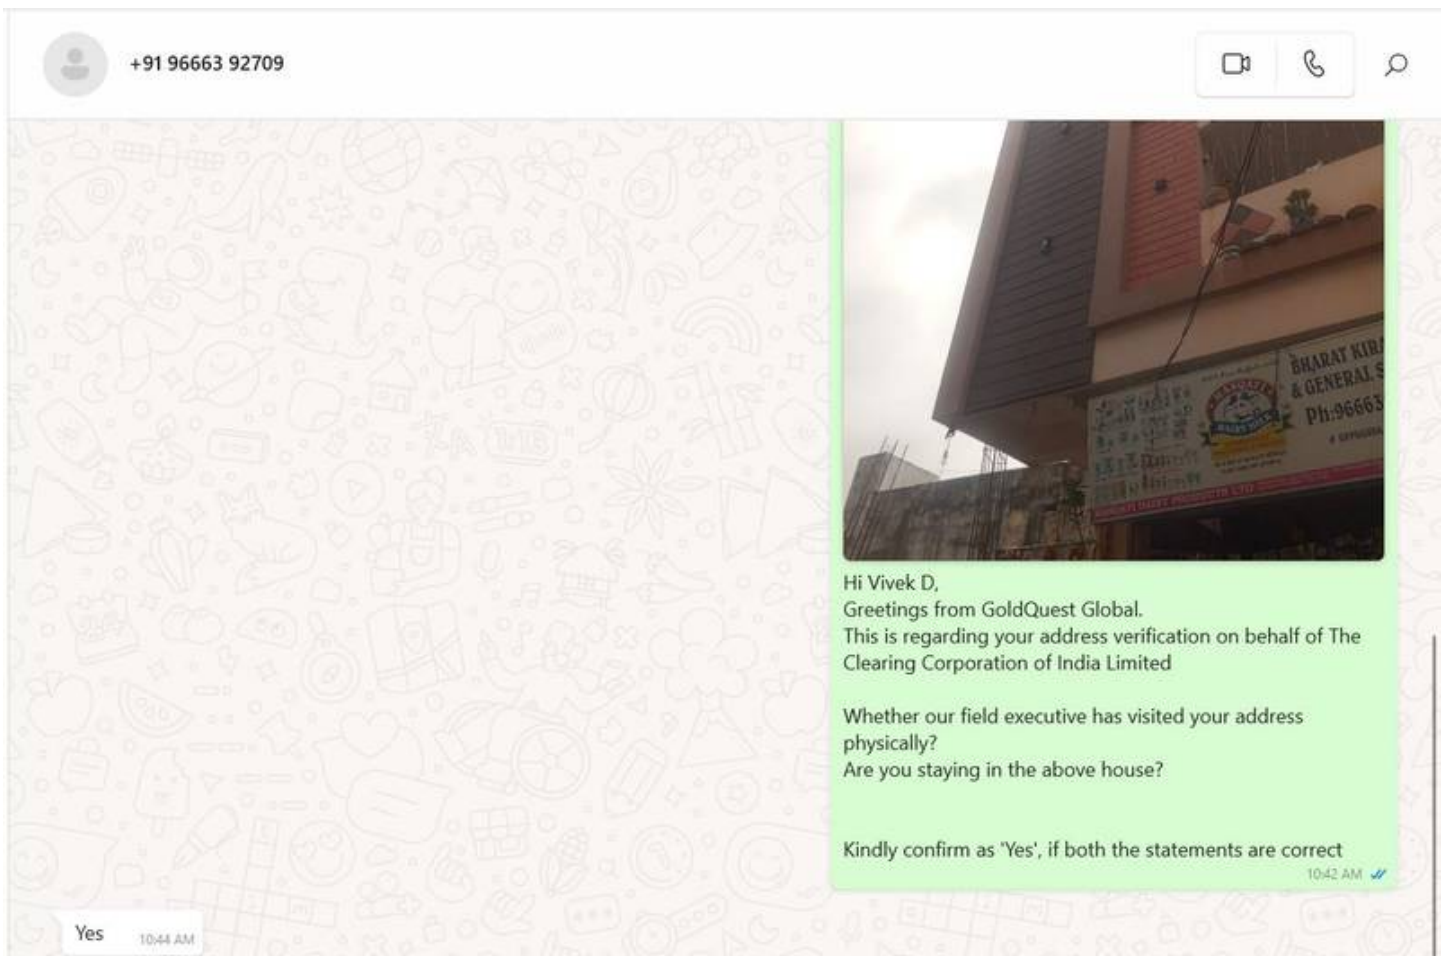 +91 96663 92709
BHARAT KIRA
& GENERAL S
Ph:96663
Hi Vivek D,
Greetings from GoldQuest Global.
This is regarding your address verification on behalf of The
Clearing Corporation of India Limited
Whether our field executive has visited your address
physically?
Are you staying in the above house?
Kindly confirm as 'Yes', if both the statements are correct
10:42 AM
Yes
10:44 AM